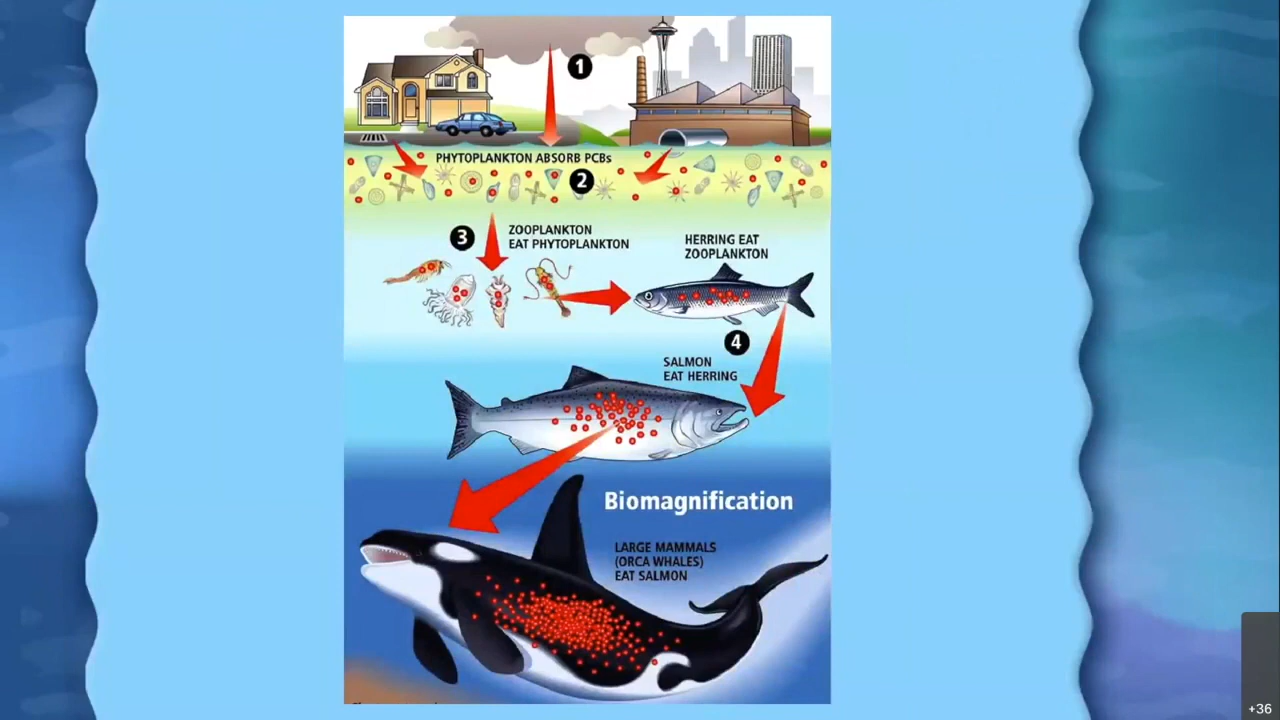 1
PHYTOPLANKTON ABSORB PCBs
2
3
ZOOPLANKTON
EAT PHYTOPLANKTON
HERRING EAT
ZOOPLANKTON
4
SALMON
EAT HERRING
Biomagnification
LARGE MAMMALS
(ORCA WHALES)
EAT SALMON
+36